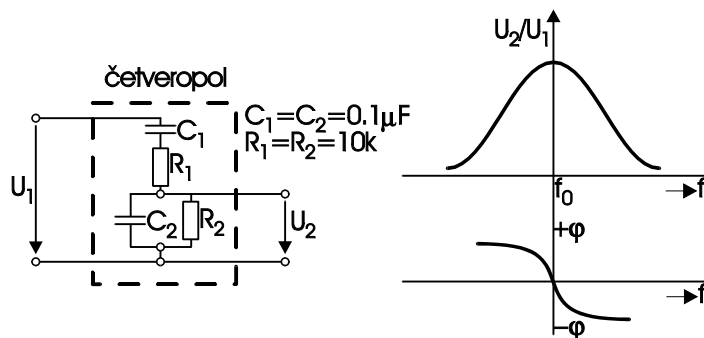 četveropol
C1=C2=0.1µF
R1=R2=10k
C1
R1
U1
C2
R2
U2
U2/U1
f0
f
+φ
f
−φ